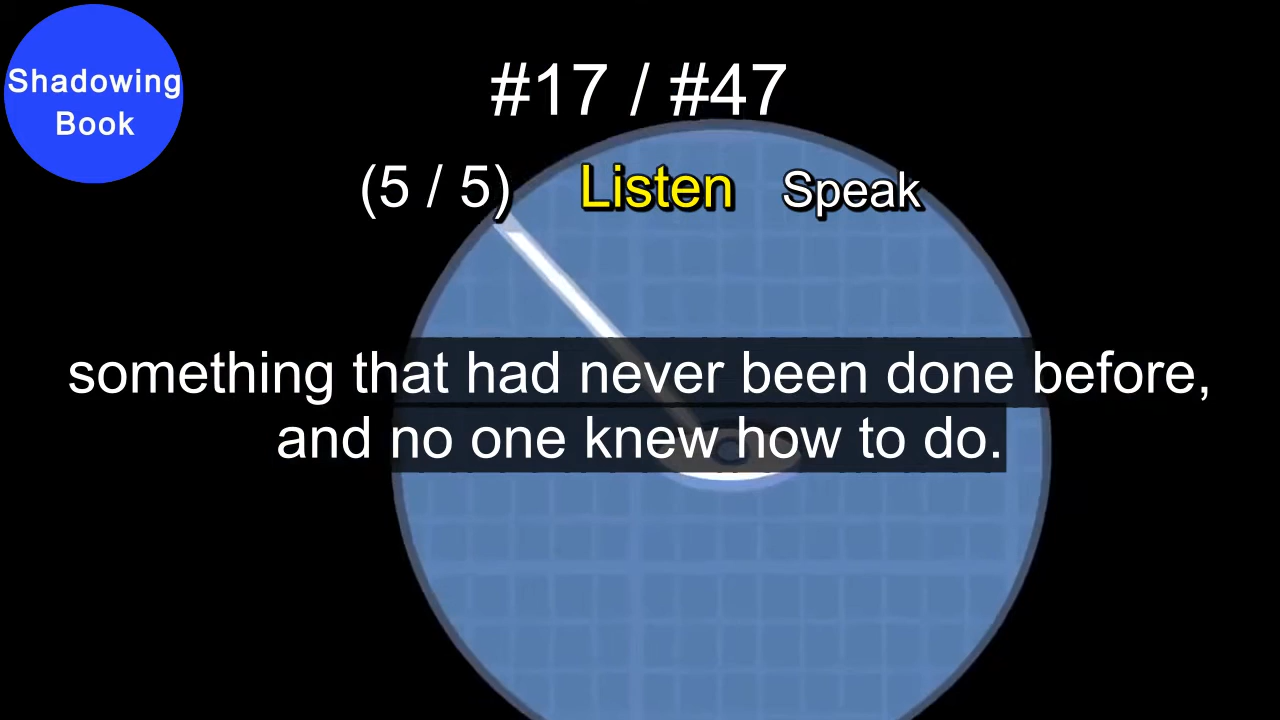 Shadowing
Book
#17 / #47
(5 / 5) Listen Speak
something that had never been done before,
and no one knew how to do.